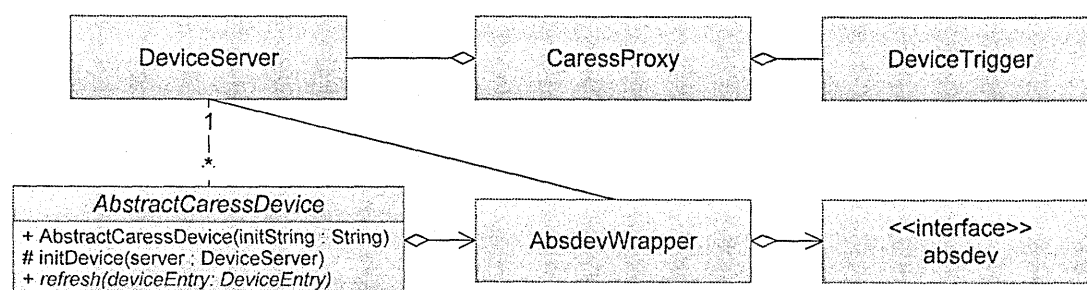 DeviceServer
CaressProxy
DeviceTrigger
1
*
AbstractCaressDevice
+ AbstractCaressDevice(initString : String)
# initDevice(server : DeviceServer)
+ refresh(deviceEntry: DeviceEntry)
AbsdevWrapper
<<interface>>
absdev